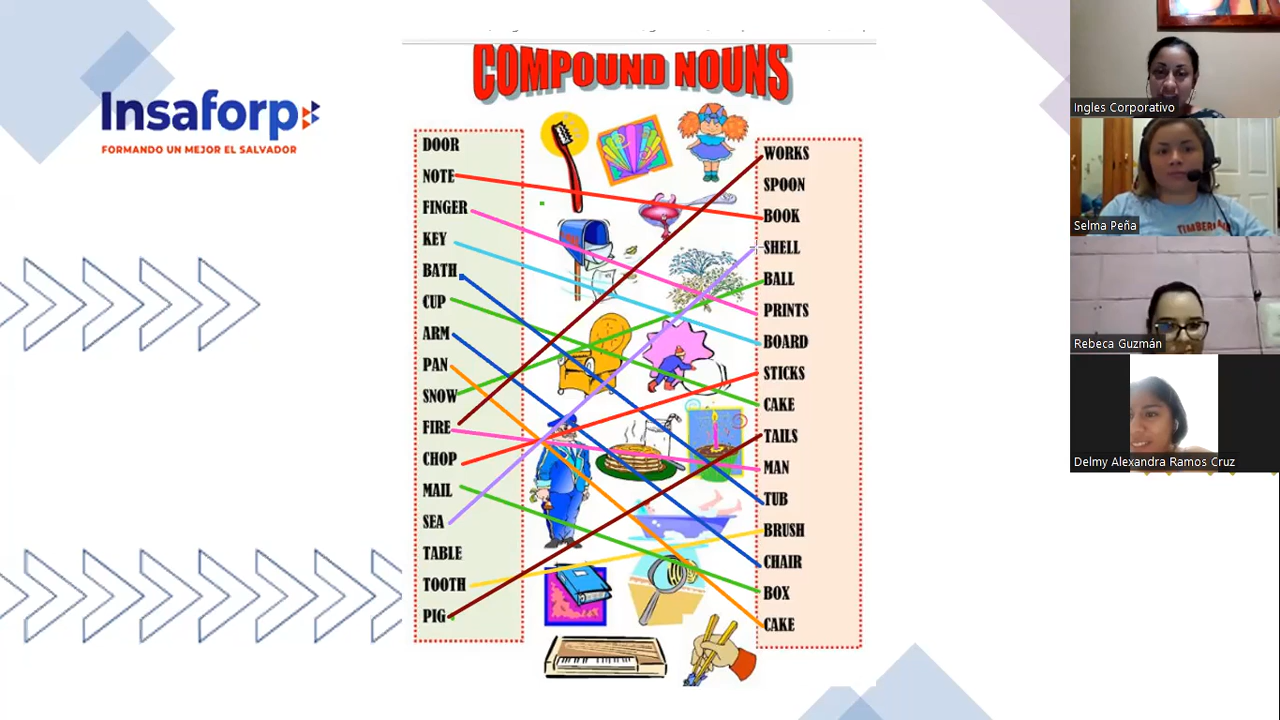 COMPOUND NOUNS
Insaforp
FORMANDO UN MEJOR EL SALVADOR
DOOR
NOTE
FINGER
KEY
BATH
CUP
ARM
PAN
SNOW
FIRE
CHOP
MAIL
SEA
TABLE
TOOTH
PIG
WORKS
SPOON
BOOK
SHELL
BALL
PRINTS
BOARD
STICKS
CAKE
TAILS
MAN
TUB
BRUSH
CHAIR
BOX
CAKE
Ingles Corporativo
Selma Peña
TIMBER
Rebeca Guzmán
Delmy Alexandra Ramos Cruz